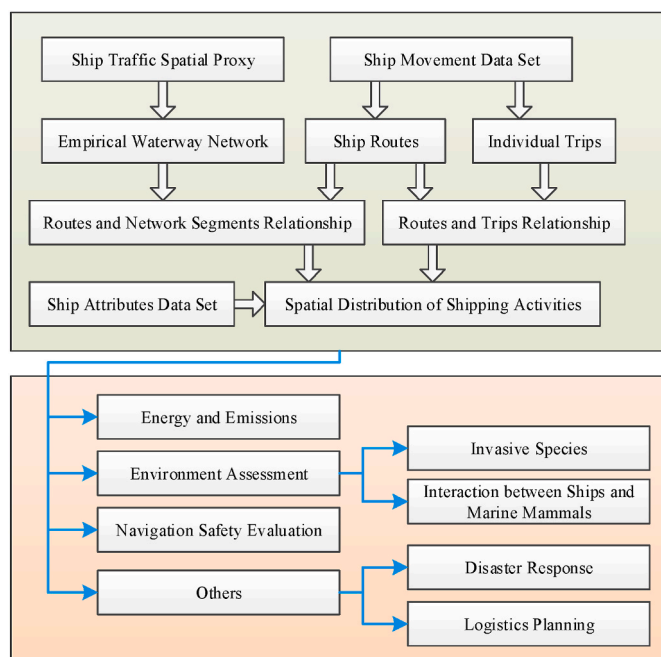 Ship Traffic Spatial Proxy
Ship Movement Data Set
Empirical Waterway Network
Ship Routes
Individual Trips
Routes and Network Segments Relationship
Routes and Trips Relationship
Ship Attributes Data Set
Spatial Distribution of Shipping Activities
Energy and Emissions
Environment Assessment
Invasive Species
Interaction between Ships and
Marine Mammals
Navigation Safety Evaluation
Others
Disaster Response
Logistics Planning